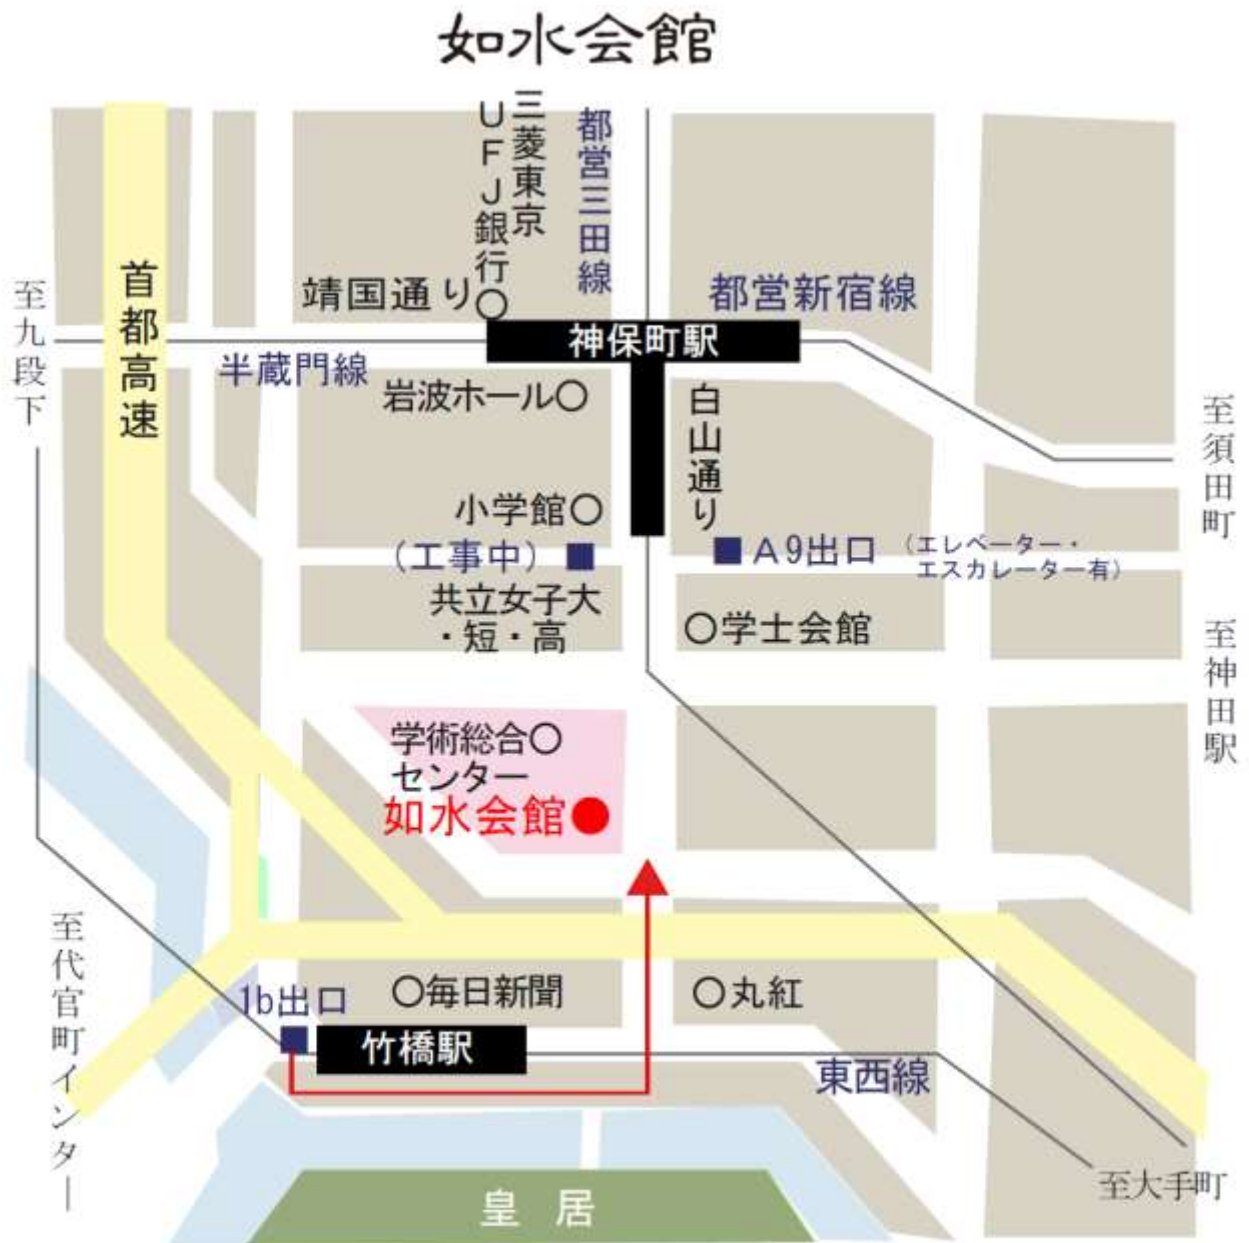 如水会館
三菱東京
ＵＦＪ銀行○
都営三田線
首都高速
至九段下
靖国通り
都営新宿線
神保町駅
半蔵門線
岩波ホール○
白山通り
至須田町
小学館○
（工事中）■
■Ａ9出口
（エレベーター・
エスカレーター有）
共立女子大
・短・高
○学士会館
至神田駅
学術総合○
センター
如水会館●
至代官町インター
1b出口
○毎日新聞
○丸紅
竹橋駅
東西線
至大手町
皇居